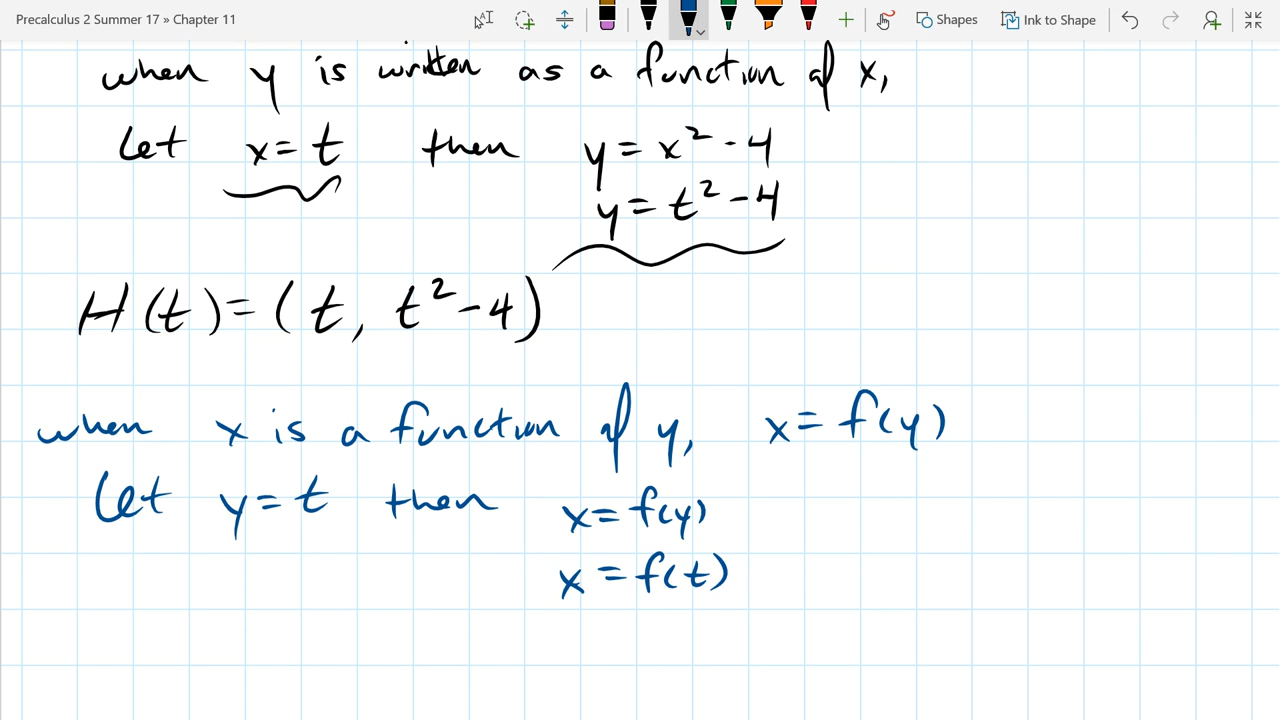 Precalculus 2 Summer 17 » Chapter 11
Shapes
Ink to Shape
when y is written as a function of x,
Let x = t then y = x² - 4
y = t² - 4
H(t) = (t, t² - 4)
when x is a function of y, x = f(y)
Let y = t then x = f(y)
x = f(t)